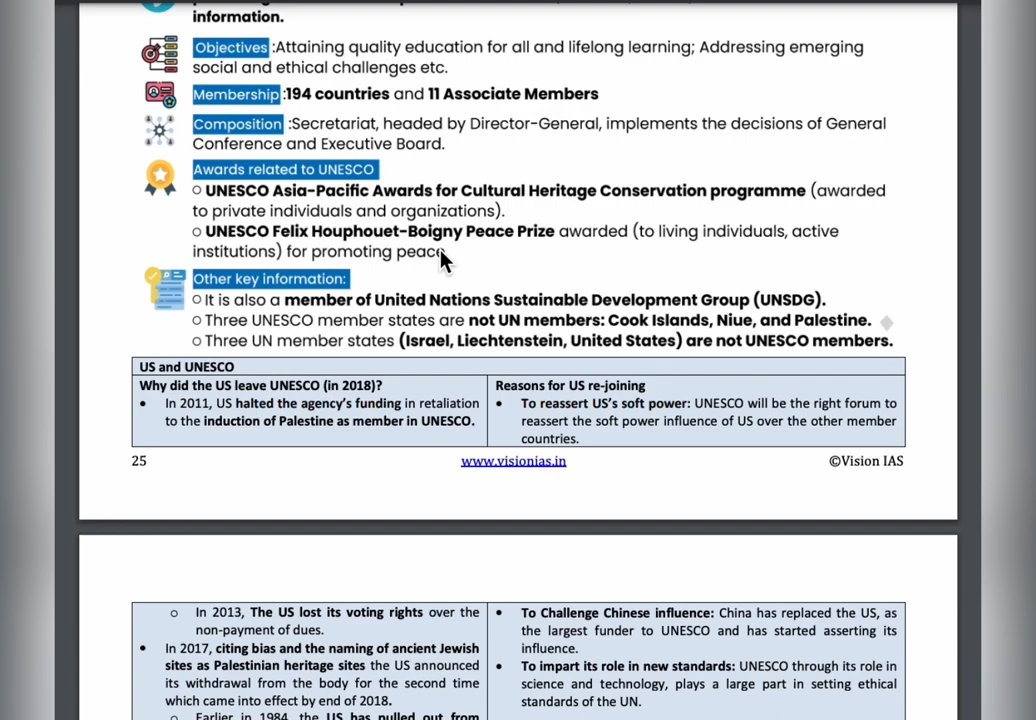 information.
Objectives :Attaining quality education for all and lifelong learning; Addressing emerging
social and ethical challenges etc.
Membership :194 countries and 11 Associate Members
Composition :Secretariat, headed by Director-General, implements the decisions of General
Conference and Executive Board.
Awards related to UNESCO
○ UNESCO Asia-Pacific Awards for Cultural Heritage Conservation programme (awarded
to private individuals and organizations).
○ UNESCO Felix Houphouet-Boigny Peace Prize awarded (to living individuals, active
institutions) for promoting peace
Other key information:
○ It is also a member of United Nations Sustainable Development Group (UNSDG).
○ Three UNESCO member states are not UN members: Cook Islands, Niue, and Palestine.
○ Three UN member states (Israel, Liechtenstein, United States) are not UNESCO members.
US and UNESCO
Why did the US leave UNESCO (in 2018)?
• In 2011, US halted the agency's funding in retaliation
to the induction of Palestine as member in UNESCO.
Reasons for US re-joining
• To reassert US's soft power: UNESCO will be the right forum to
reassert the soft power influence of US over the other member
countries.
25
www.visionias.in
©Vision IAS
○ In 2013, The US lost its voting rights over the
non-payment of dues.
• In 2017, citing bias and the naming of ancient Jewish
sites as Palestinian heritage sites the US announced
its withdrawal from the body for the second time
which came into effect by end of 2018.
○ Earlier in 1984, the US has pulled out from
• To Challenge Chinese influence: China has replaced the US, as
the largest funder to UNESCO and has started asserting its
influence.
• To impart its role in new standards: UNESCO through its role in
science and technology, plays a large part in setting ethical
standards of the UN.